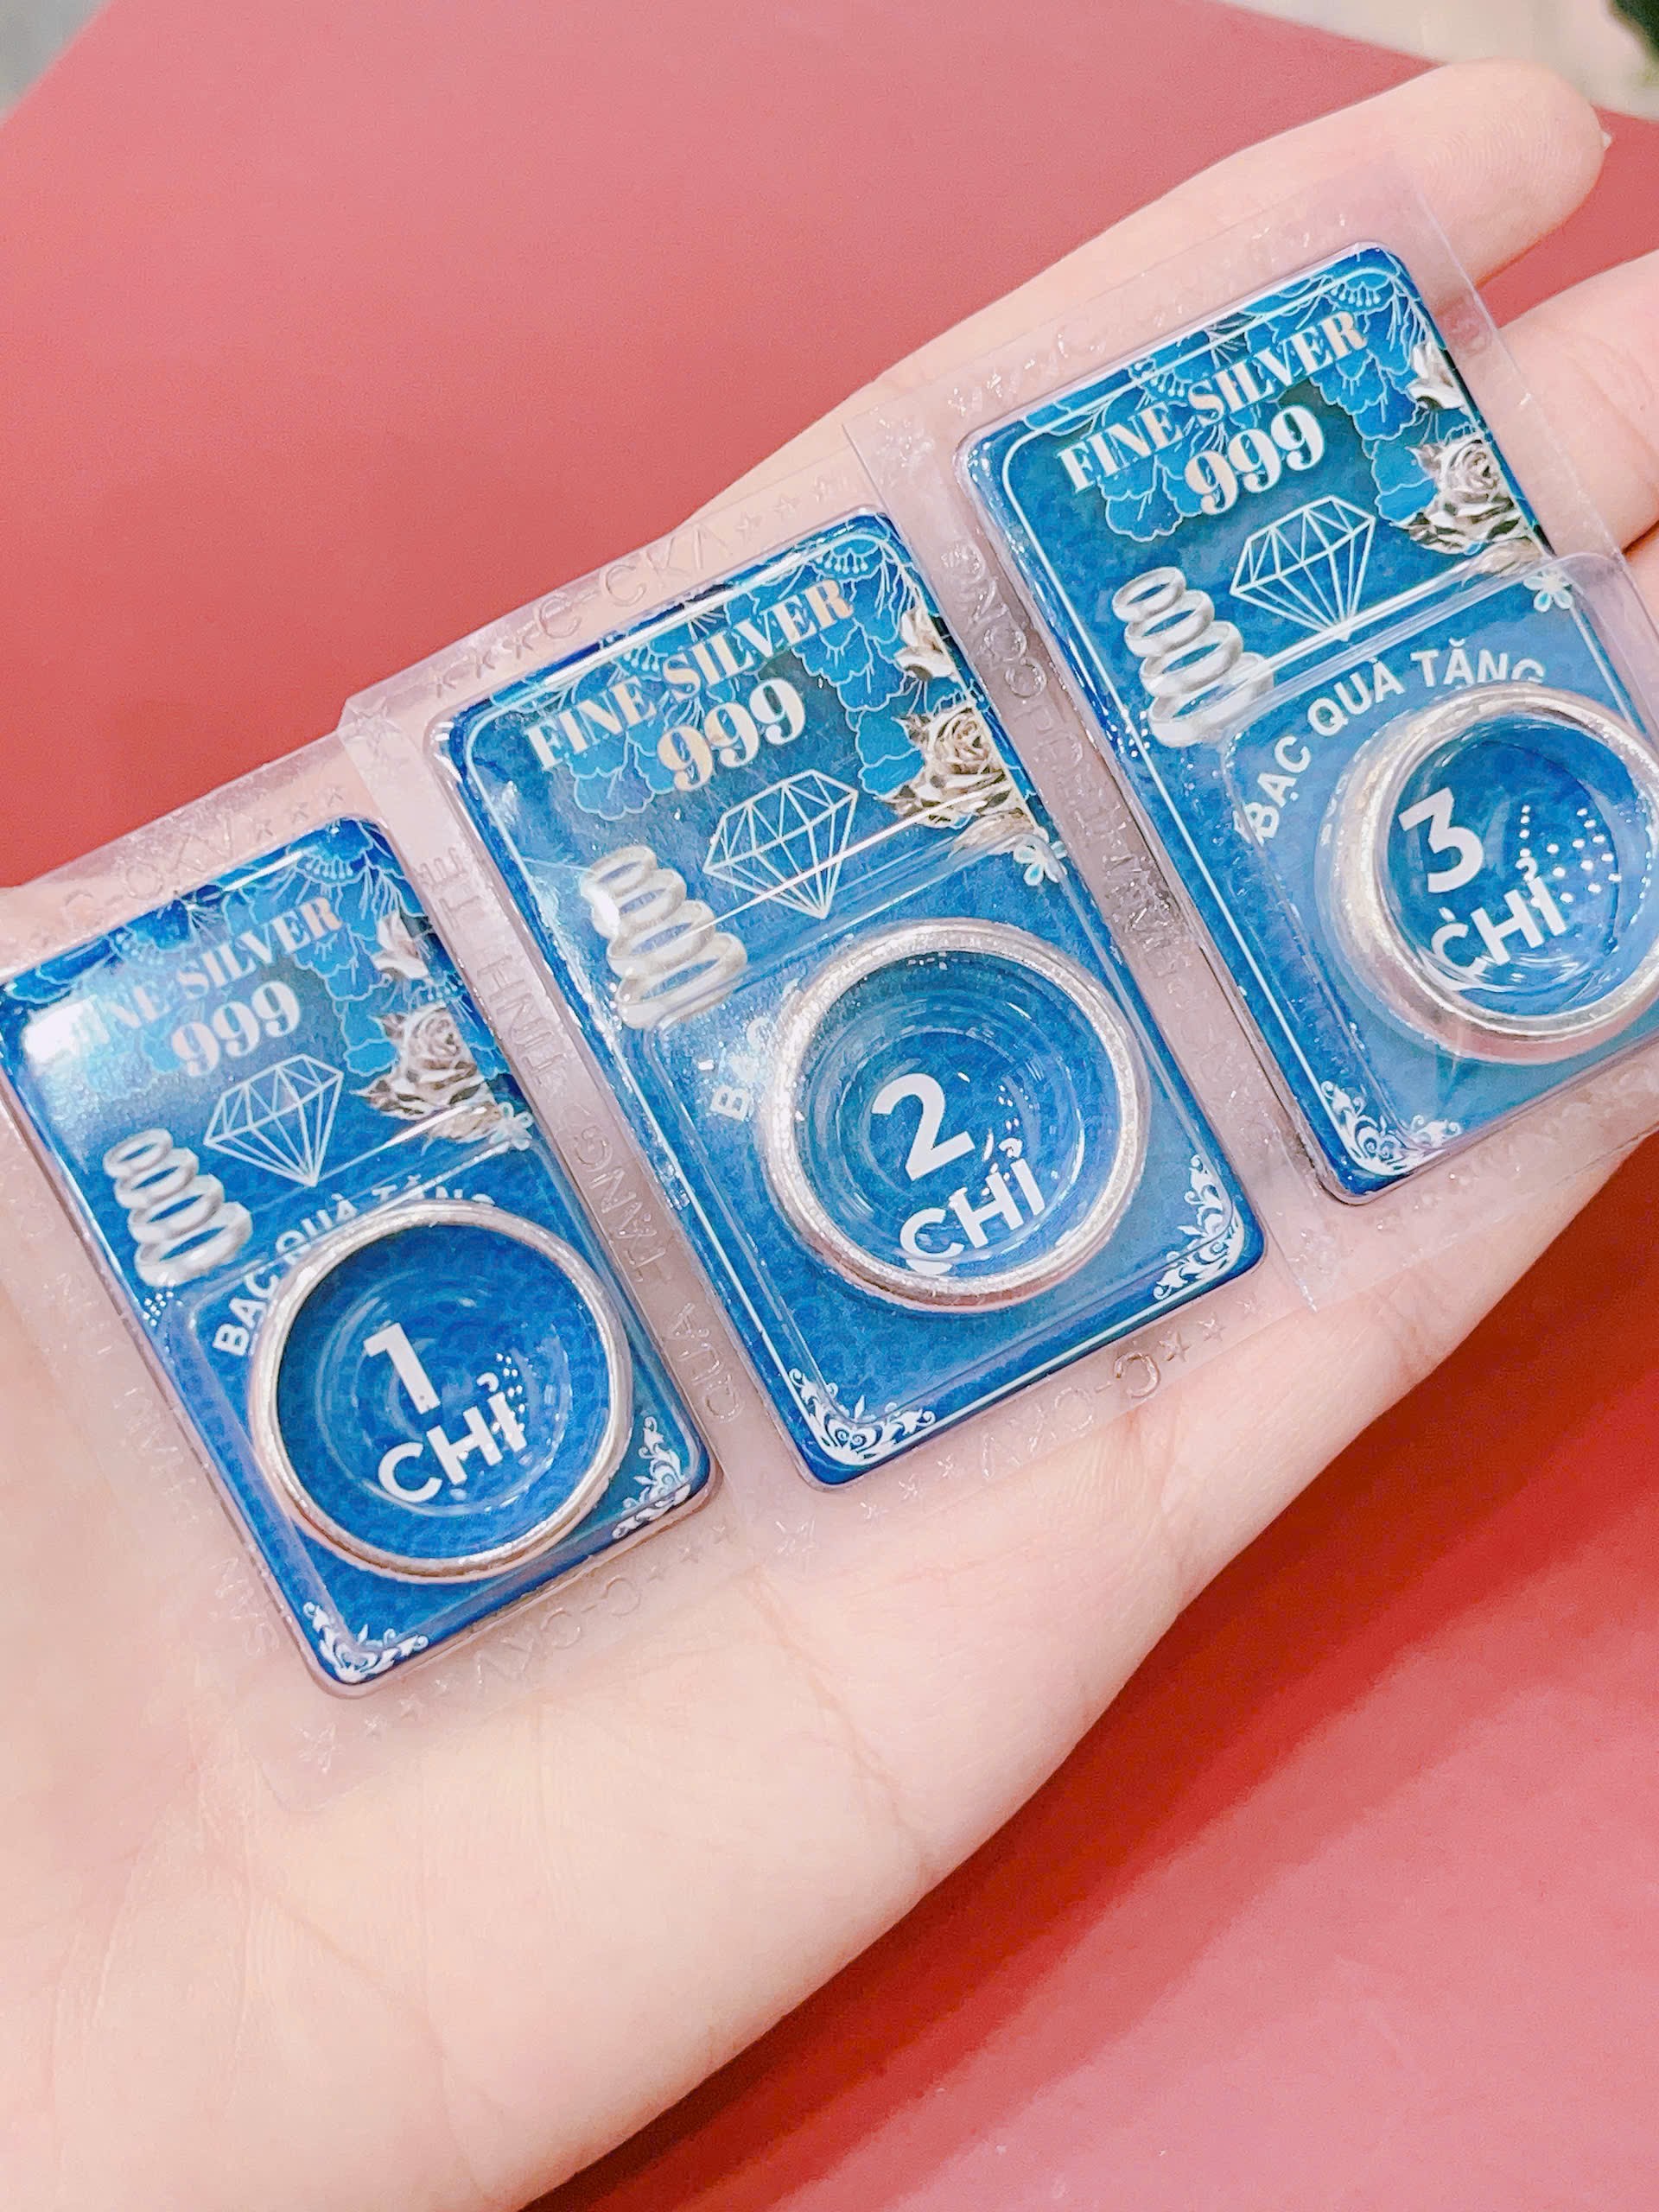 FINE SILVER
999
BẠC QUÀ TẶNG
1
CHỈ
FINE SILVER
999
2
CHỈ
FINE SILVER
999
BẠC QUÀ TẶNG
3
CHỈ